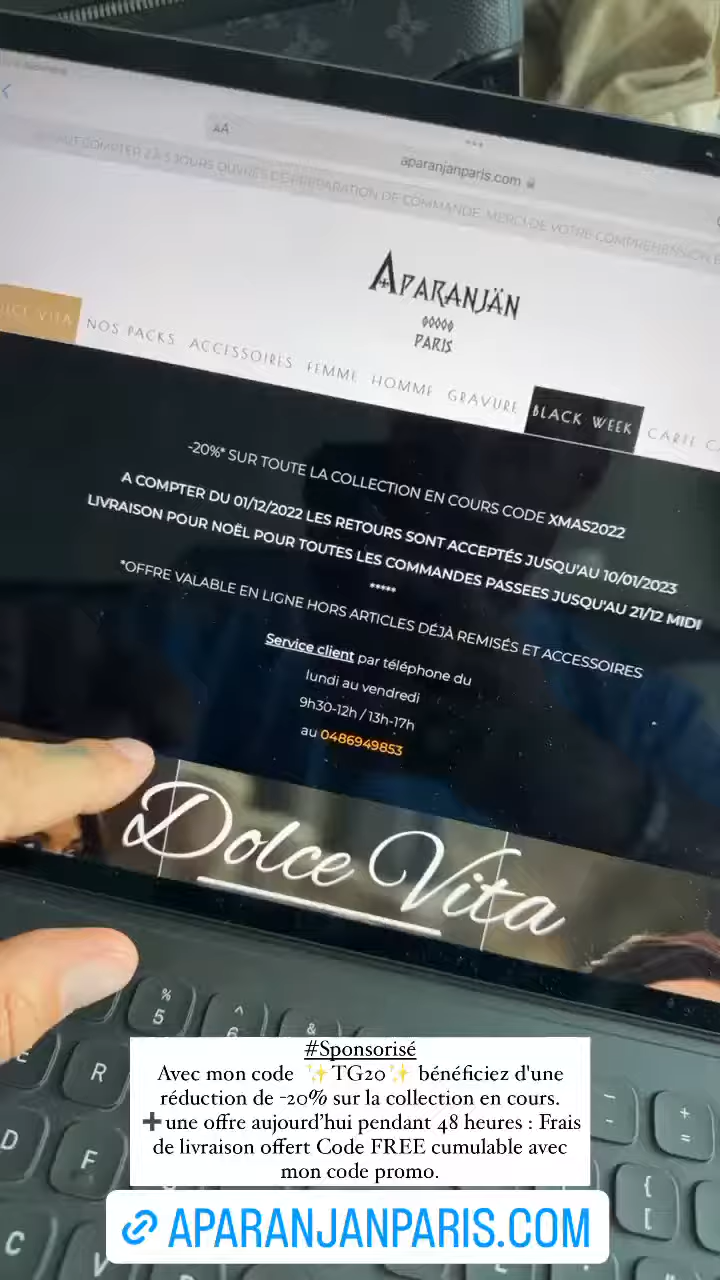 aparanjanparis.com
AUT COMPTER 2 À 5 JOURS OUVRÉS DE PRÉPARATION DE COMMANDE. MERCI DE VOTRE COMPRÉHENSION E
APARANJÄN
PARIS
OLCE VITA NOS PACKS ACCESSOIRES FEMME HOMME GRAVURE BLACK WEEK CARTE C
-20%* SUR TOUTE LA COLLECTION EN COURS CODE XMAS2022
A COMPTER DU 01/12/2022 LES RETOURS SONT ACCEPTÉS JUSQU'AU 10/01/2023
LIVRAISON POUR NOËL POUR TOUTES LES COMMANDES PASSEES JUSQU'AU 21/12 MIDI
*****
*OFFRE VALABLE EN LIGNE HORS ARTICLES DÉJÀ REMISÉS ET ACCESSOIRES
Service client par téléphone du
lundi au vendredi
9h30-12h / 13h-17h
au 0486949853
Dolce Vita
% 5 ^ 6 &
E R
D F
C V
#Sponsorisé
Avec mon code ✨TG20✨ bénéficiez d'une
réduction de -20% sur la collection en cours.
➕une offre aujourd'hui pendant 48 heures : Frais
de livraison offert Code FREE cumulable avec
mon code promo.
APARANJANPARIS.COM